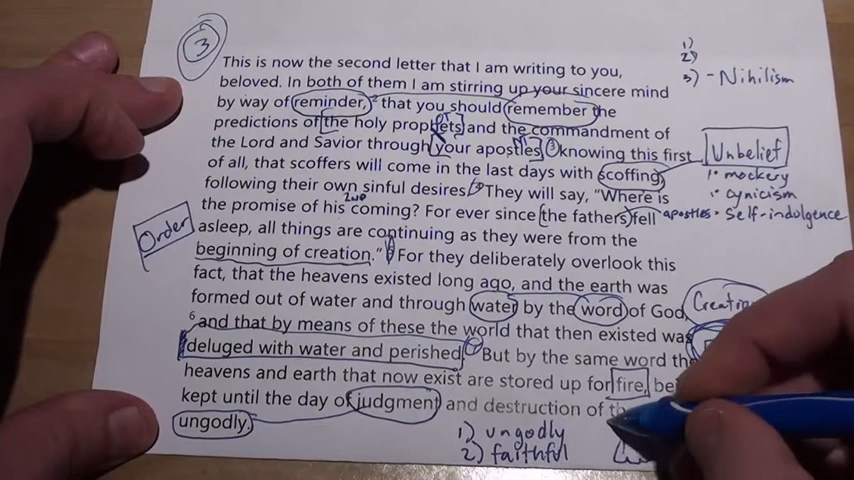 3
This is now the second letter that I am writing to you,
beloved. In both of them I am stirring up your sincere mind
by way of reminder, 2 that you should remember the
predictions of the holy prophets and the commandment of
the Lord and Savior through your apostles, 3 knowing this first
of all, that scoffers will come in the last days with scoffing,
following their own sinful desires. 4 They will say, "Where is
the promise of his coming? For ever since the fathers fell
2ND
asleep, all things are continuing as they were from the
beginning of creation." For they deliberately overlook this
fact, that the heavens existed long ago, and the earth was
formed out of water and through water by the word of God,
6 and that by means of these the world that then existed was
deluged with water and perished. 7 But by the same word the
heavens and earth that now exist are stored up for fire, bei
kept until the day of judgment and destruction of th
ungodly.
1)
2)
3) - Nihilism
Unbelief
1. mockery
1. cynicism
apostles • Self-indulgence
Order
Creation
1) ungodly
2) faithful